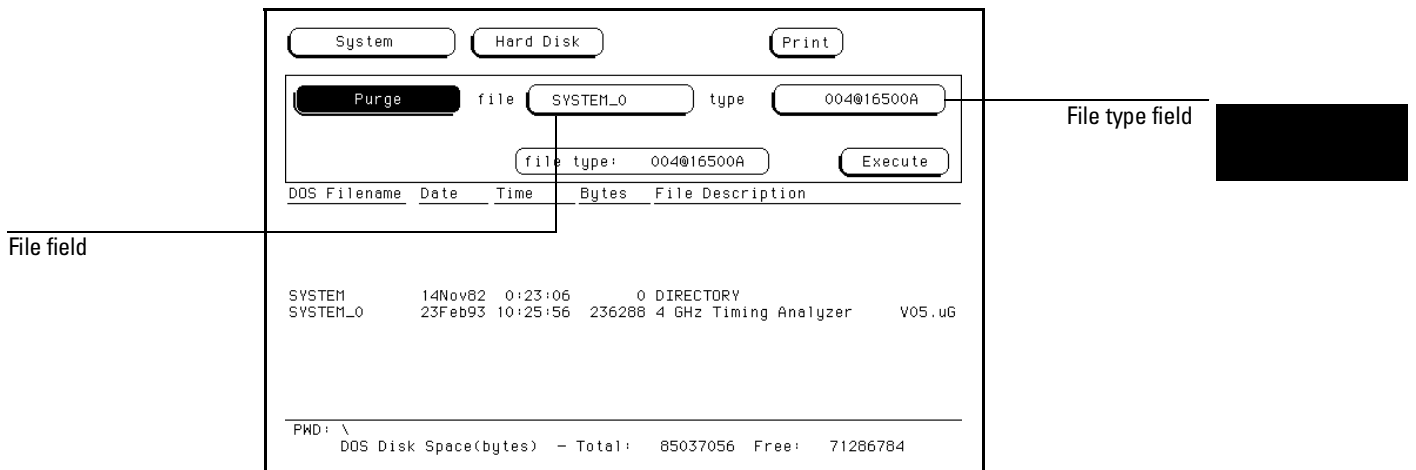 System Hard Disk Print
Purge file SYSTEM_0 type 004@16500A
File type field
file type: 004@16500A Execute
DOS Filename Date Time Bytes File Description
File field
SYSTEM 14Nov82 0:23:06 0 DIRECTORY
SYSTEM_0 23Feb93 10:25:56 236288 4 GHz Timing Analyzer V05.uG
PWD: \
DOS Disk Space(bytes) - Total: 85037056 Free: 71286784